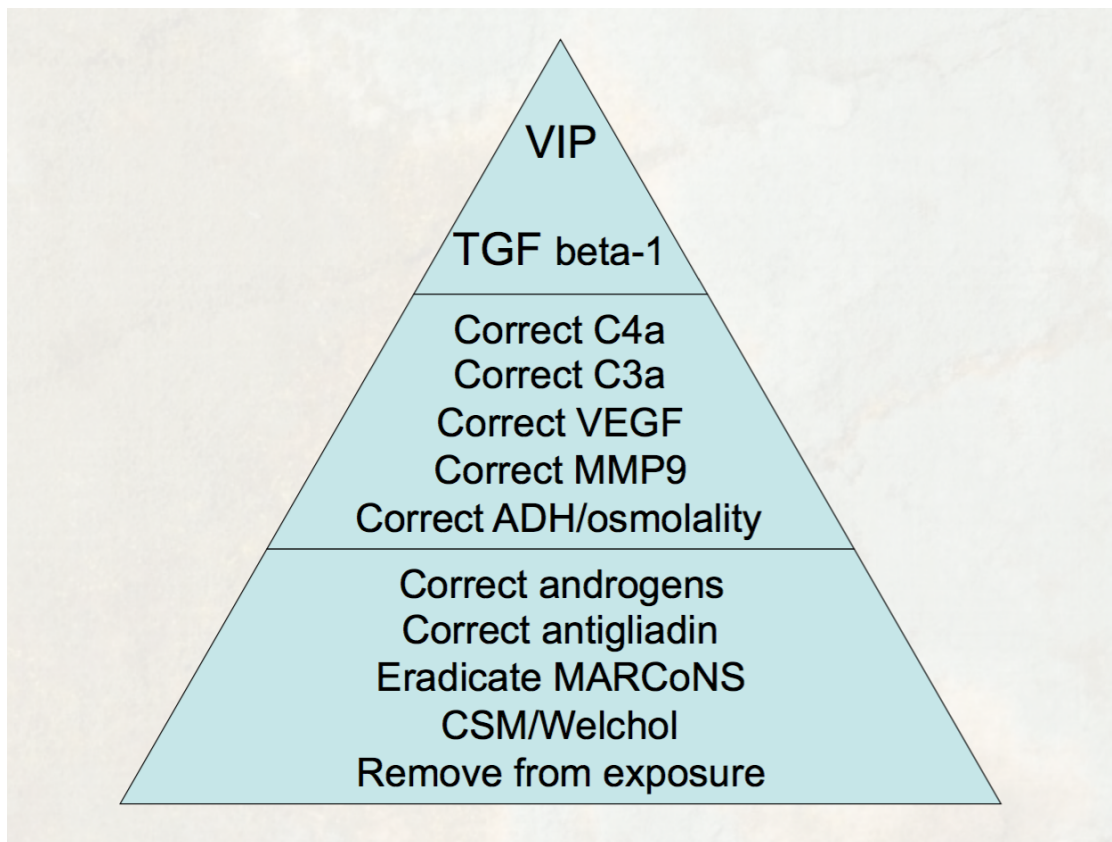 VIP
TGF beta-1
Correct C4a
Correct C3a
Correct VEGF
Correct MMP9
Correct ADH/osmolality
Correct androgens
Correct antigliadin
Eradicate MARCoNS
CSM/Welchol
Remove from exposure